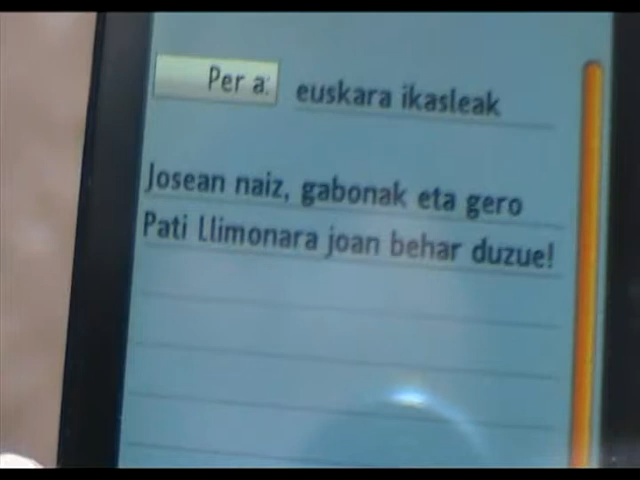 Per a:
euskara ikasleak
Josean naiz, gabonak eta gero
Pati Llimonara joan behar duzue!